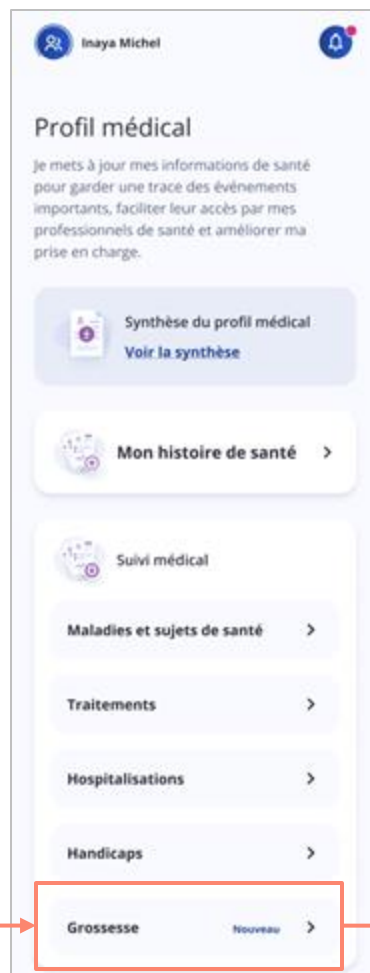 Inaya Michel
Profil médical
Je mets à jour mes informations de santé
pour garder une trace des événements
importants, faciliter leur accès par mes
professionnels de santé et améliorer ma
prise en charge.
Synthèse du profil médical
Voir la synthèse
Mon histoire de santé
Suivi médical
Maladies et sujets de santé
Traitements
Hospitalisations
Handicaps
Grossesse Nouveau